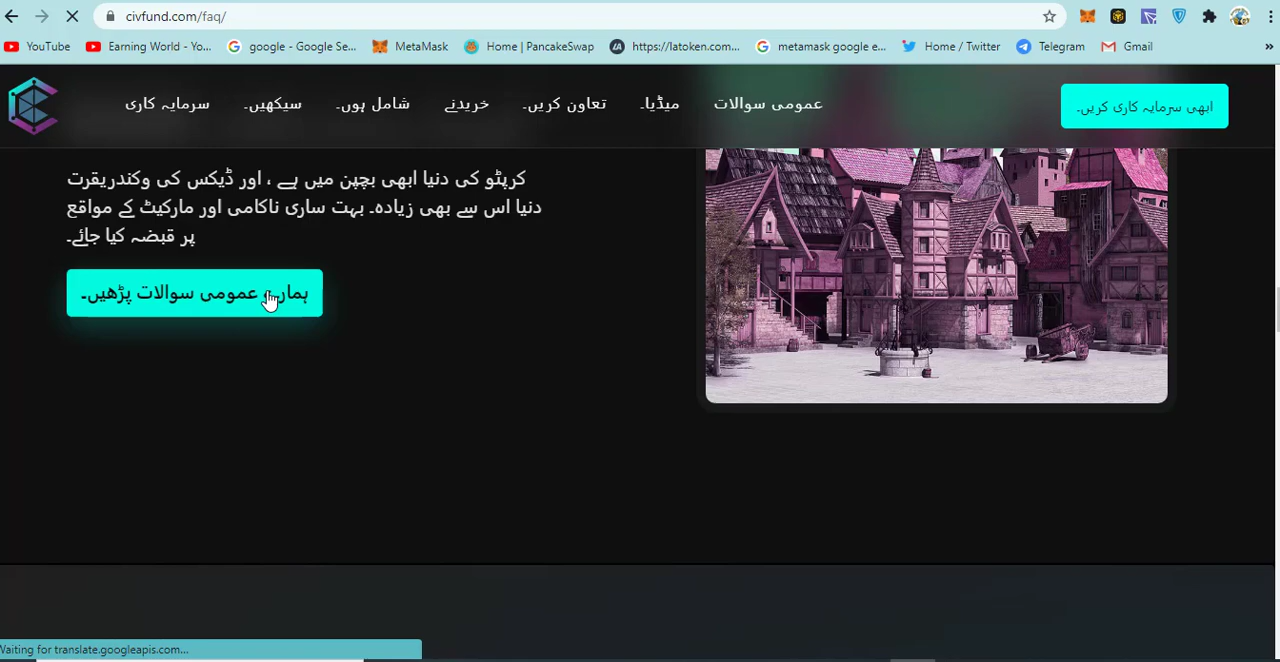 civfund.com/faq/
YouTube
Earning World - Yo...
google - Google Se...
MetaMask
Home | PancakeSwap
https://latoken.com...
metamask google e...
Home / Twitter
Telegram
Gmail
»
سرمایہ کاری
سیکھیں۔
شامل ہوں۔
خریدنے
تعاون کریں۔
میڈیا۔
عمومی سوالات
ابھی سرمایہ کاری کریں۔
کرپٹو کی دنیا ابھی بچپن میں ہے ، اور ڈیکس کی وکندریقرت
دنیا اس سے بھی زیادہ۔ بہت ساری ناکامی اور مارکیٹ کے مواقع
پر قبضہ کیا جائے۔
عمومی سوالات پڑھیں۔
Waiting for translate.googleapis.com...